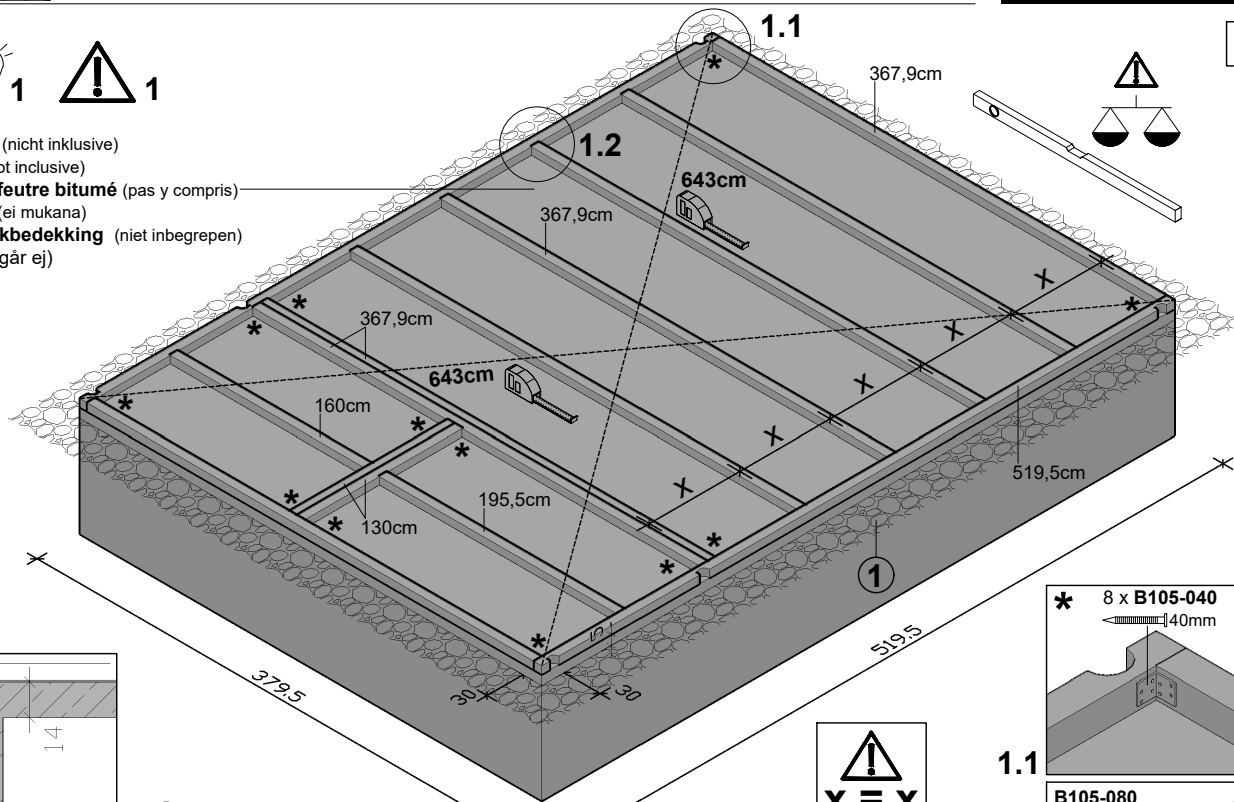 1.1
367,9cm
1
1
(nicht inklusive)
ot inclusive)
feutre bitumé (pas y compris)
(ei mukana)
kbedekking (niet inbegrepen)
går ej)
1.2
643cm
*
367,9cm
X
*
*
X
*
367,9cm
X
643cm
*
160cm
*
X
*
519,5cm
195,5cm
X
*
130cm
*
*
*
1
*
519,5
379,5
30
30
14
X = X
* 8 x B105-040
40mm
1.1
B105-080